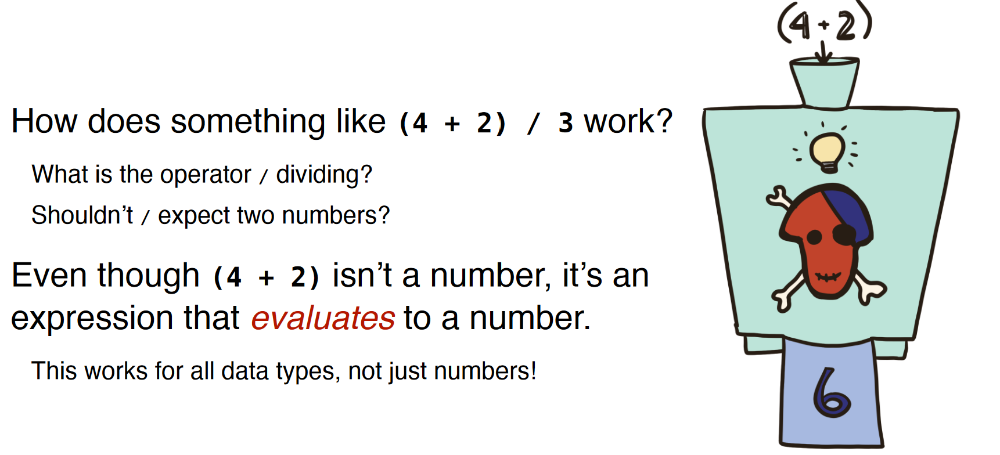 (4+2)
How does something like (4 + 2) / 3 work?
What is the operator / dividing?
Shouldn’t / expect two numbers?
Even though (4 + 2) isn’t a number, it’s an
expression that evaluates to a number.
This works for all data types, not just numbers!
6